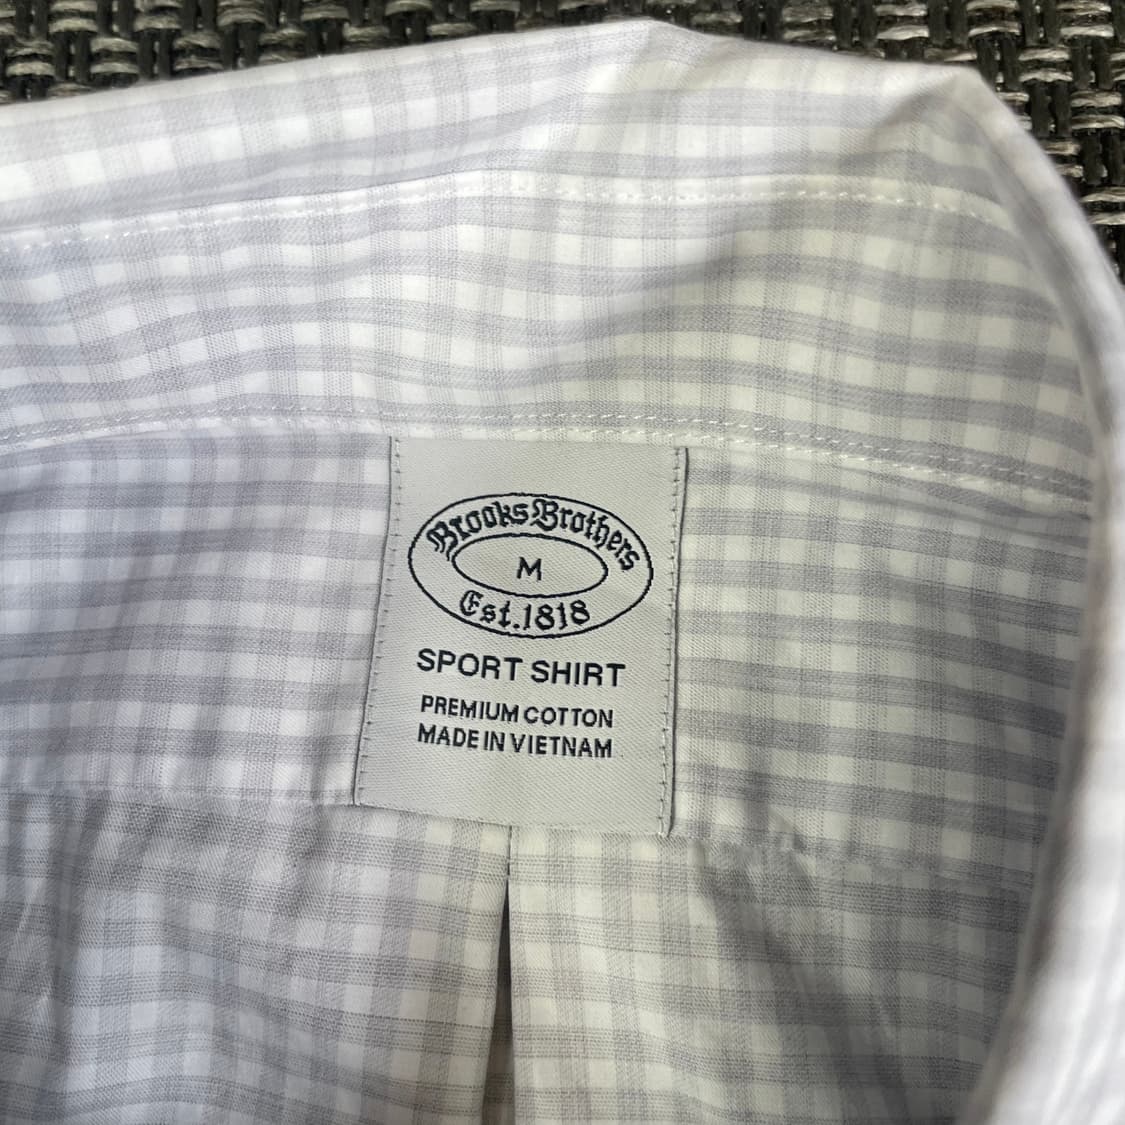 Brooks Brothers
M
Est. 1818
SPORT SHIRT
PREMIUM COTTON
MADE IN VIETNAM